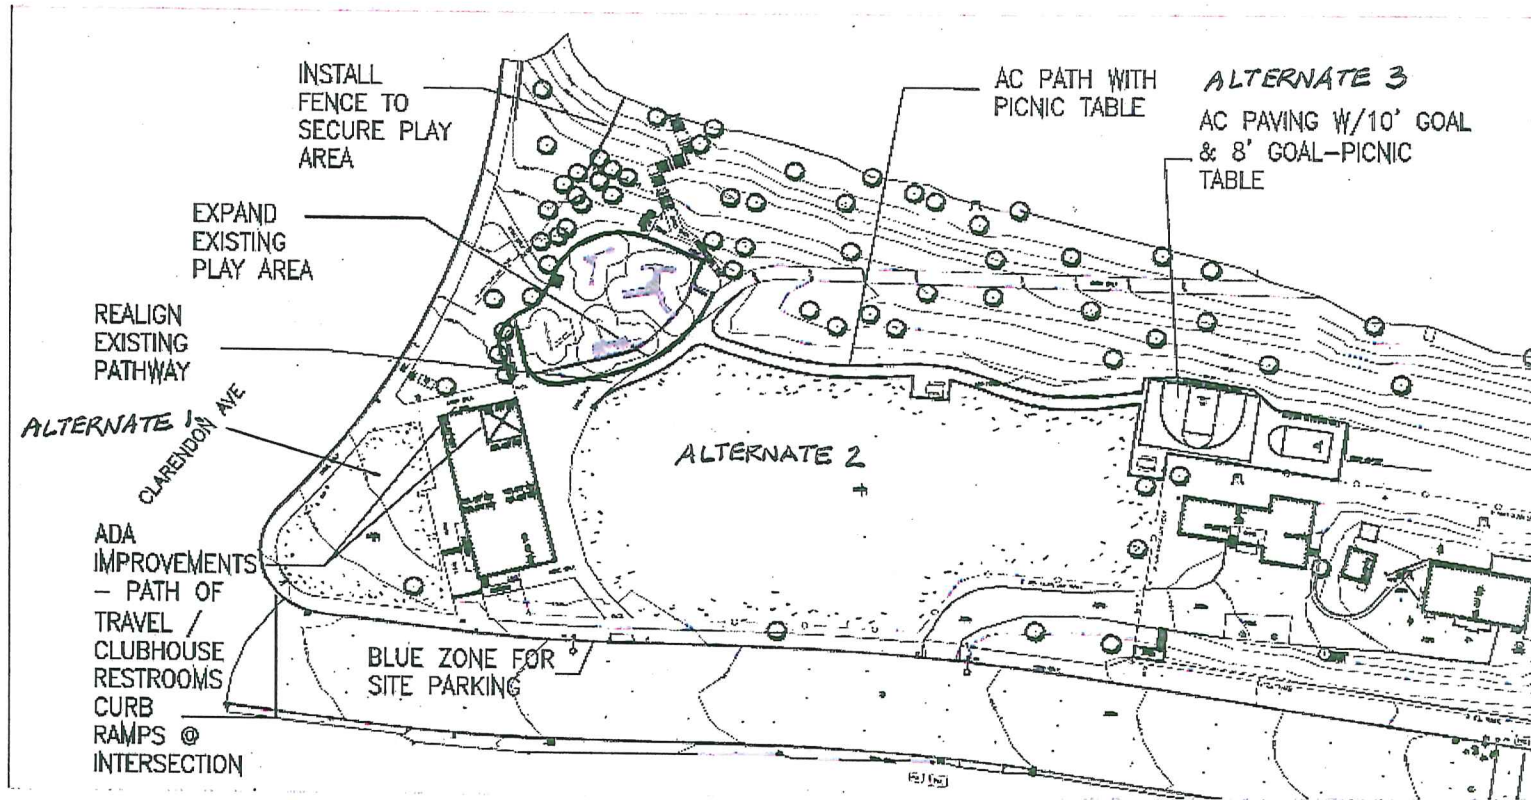 INSTALL
FENCE TO
SECURE PLAY
AREA
EXPAND
EXISTING
PLAY AREA
REALIGN
EXISTING
PATHWAY
ALTERNATE 1
CLARENDON AVE
ADA
IMPROVEMENTS
– PATH OF
TRAVEL /
CLUBHOUSE
RESTROOMS
CURB
RAMPS @
INTERSECTION
BLUE ZONE FOR
SITE PARKING
ALTERNATE 2
AC PATH WITH
PICNIC TABLE
ALTERNATE 3
AC PAVING W/10' GOAL
& 8' GOAL–PICNIC
TABLE